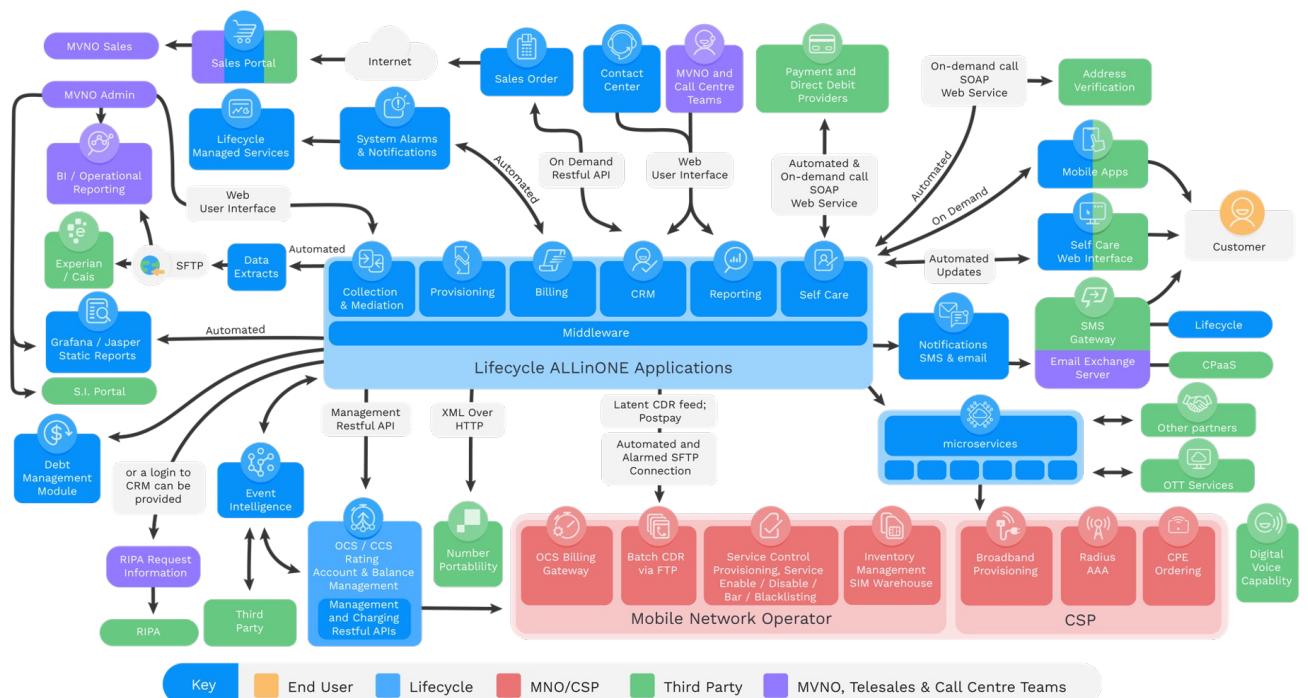 MVNO Sales
Sales Portal
Internet
Sales Order
Contact
Center
MVNO and
Call Centre
Teams
Payment and
Direct Debit
Providers
On-demand call
SOAP
Web Service
Address
Verification
MVNO Admin
BI / Operational
Reporting
Lifecycle
Managed Services
System Alarms
& Notifications
Automated
On Demand
Restful API
Web
User Interface
Automated &
On-demand call
SOAP
Web Service
Automated
On Demand
Mobile Apps
Self Care
Web Interface
Customer
Web
User Interface
Experian
/ Cais
SFTP
Data
Extracts
Automated
Collection
& Mediation
Provisioning
Billing
CRM
Reporting
Self Care
Automated
Updates
Middleware
Lifecycle ALLinONE Applications
Grafana / Jasper
Static Reports
Automated
S.I. Portal
Notifications
SMS & email
SMS
Gateway
Email Exchange
Server
Lifecycle
CPaaS
Debt
Management
Module
or a login to
CRM can be
provided
Event
Intelligence
Management
Restful API
XML Over
HTTP
Latent CDR feed;
Postpay
Automated and
Alarmed SFTP
Connection
microservices
Other partners
OTT Services
RIPA Request
Information
RIPA
Third
Party
OCS / CCS
Rating
Account & Balance
Management
Management
and Charging
Restful APIs
Number
Portablility
OCS Billing
Gateway
Batch CDR
via FTP
Service Control
Provisioning, Service
Enable / Disable /
Bar / Blacklisting
Inventory
Management
SIM Warehouse
Mobile Network Operator
Broadband
Provisioning
Radius
AAA
CPE
Ordering
CSP
Digital
Voice
Capablity
Key
End User
Lifecycle
MNO/CSP
Third Party
MVNO, Telesales & Call Centre Teams